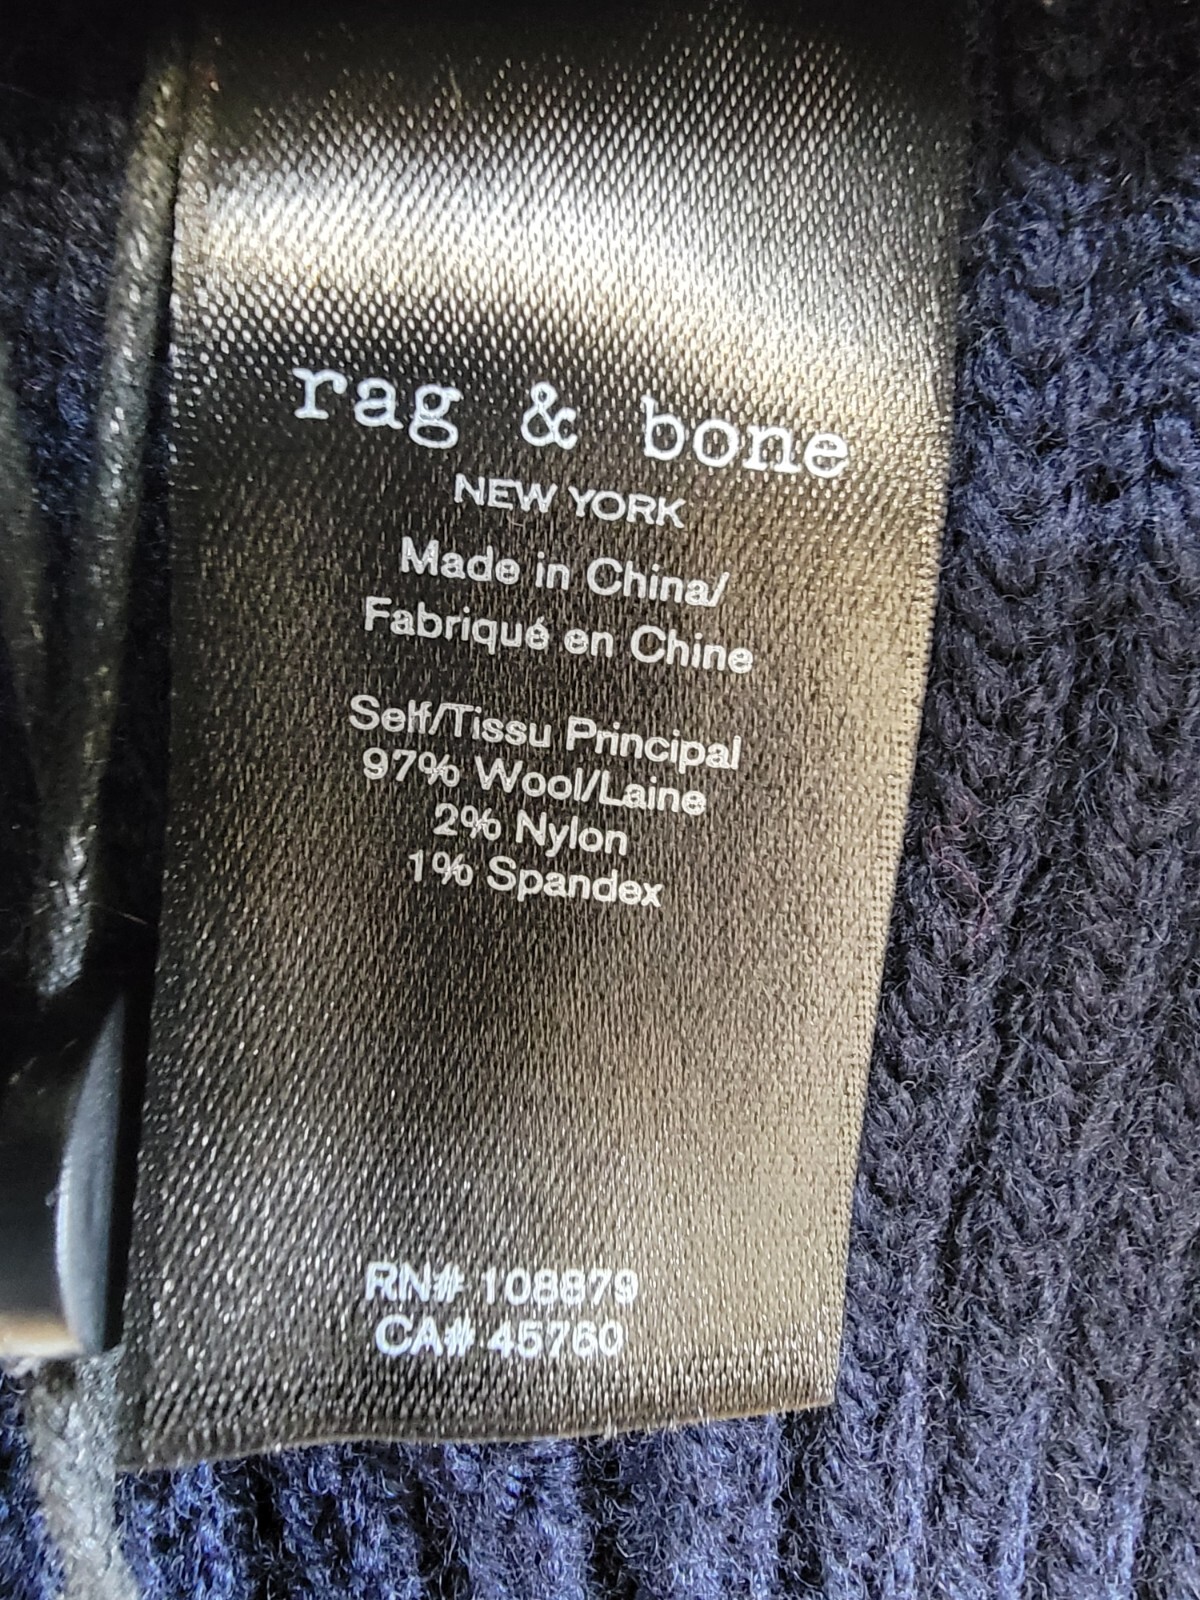 rag & bone
NEW YORK
Made in China/
Fabriqué en Chine
Self/Tissu Principal
97% Wool/Laine
2% Nylon
1% Spandex
RN# 108879
CA# 45760